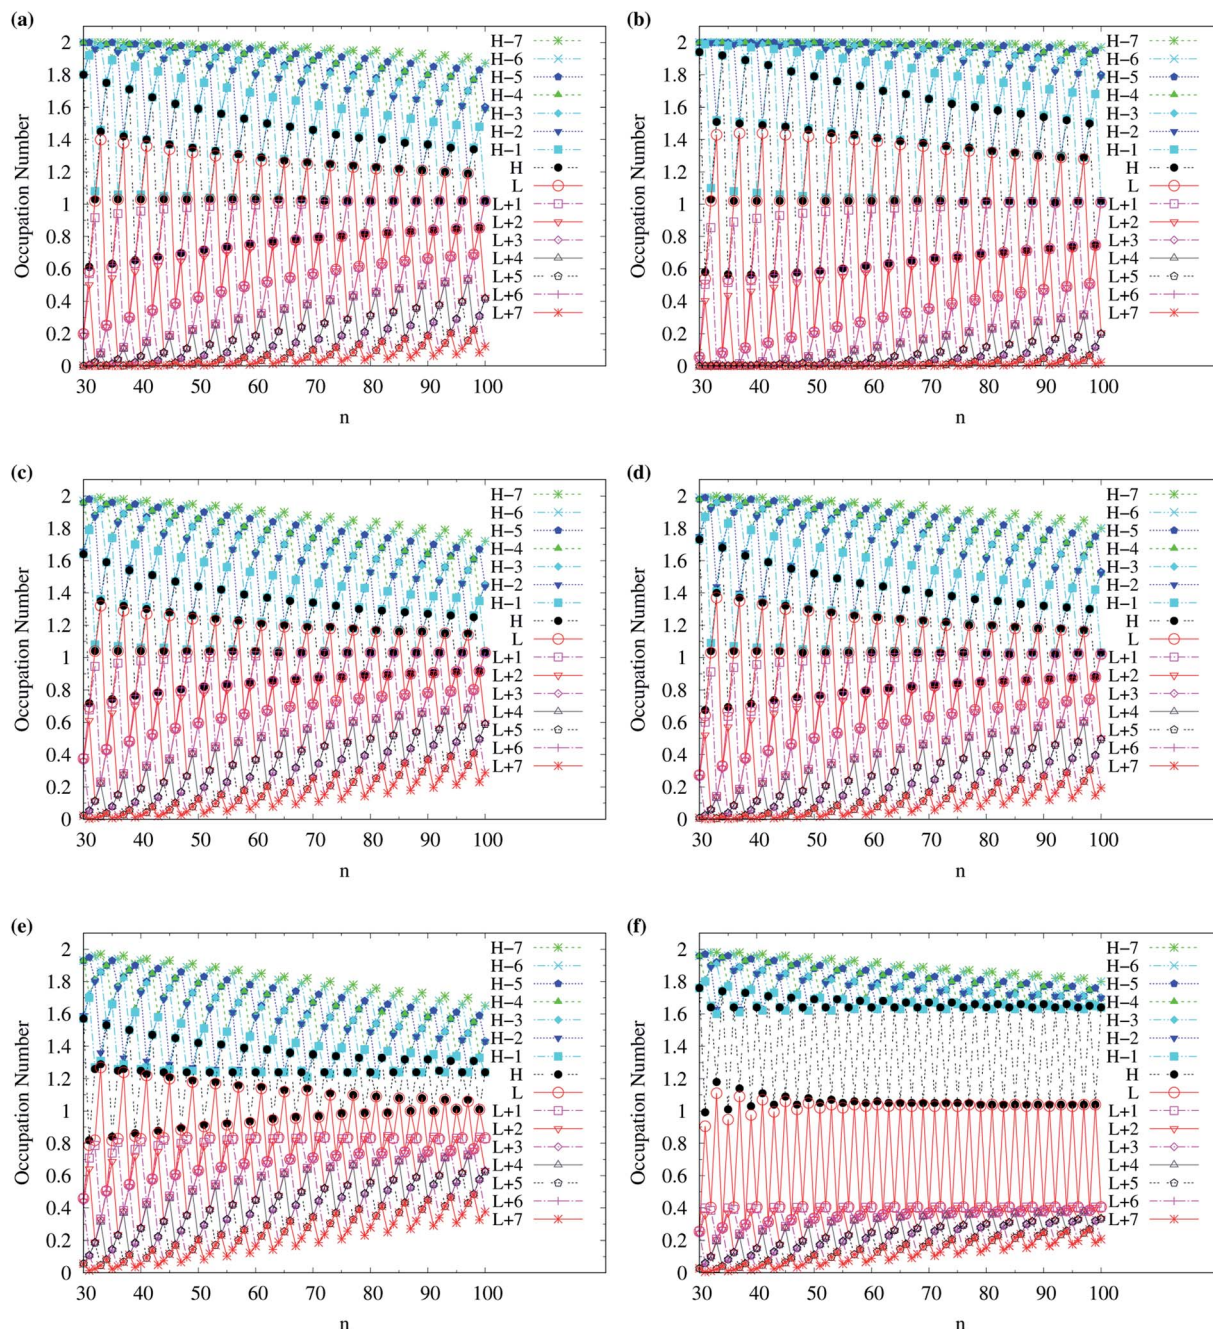 (a)
Occupation Number
2
1.8
1.6
1.4
1.2
1
0.8
0.6
0.4
0.2
0
30 40 50 60 70 80 90 100
n
H−7
H−6
H−5
H−4
H−3
H−2
H−1
H
L
L+1
L+2
L+3
L+4
L+5
L+6
L+7
(b)
Occupation Number
2
1.8
1.6
1.4
1.2
1
0.8
0.6
0.4
0.2
0
30 40 50 60 70 80 90 100
n
H−7
H−6
H−5
H−4
H−3
H−2
H−1
H
L
L+1
L+2
L+3
L+4
L+5
L+6
L+7
(c)
Occupation Number
2
1.8
1.6
1.4
1.2
1
0.8
0.6
0.4
0.2
0
30 40 50 60 70 80 90 100
n
H−7
H−6
H−5
H−4
H−3
H−2
H−1
H
L
L+1
L+2
L+3
L+4
L+5
L+6
L+7
(d)
Occupation Number
2
1.8
1.6
1.4
1.2
1
0.8
0.6
0.4
0.2
0
30 40 50 60 70 80 90 100
n
H−7
H−6
H−5
H−4
H−3
H−2
H−1
H
L
L+1
L+2
L+3
L+4
L+5
L+6
L+7
(e)
Occupation Number
2
1.8
1.6
1.4
1.2
1
0.8
0.6
0.4
0.2
0
30 40 50 60 70 80 90 100
n
H−7
H−6
H−5
H−4
H−3
H−2
H−1
H
L
L+1
L+2
L+3
L+4
L+5
L+6
L+7
(f)
Occupation Number
2
1.8
1.6
1.4
1.2
1
0.8
0.6
0.4
0.2
0
30 40 50 60 70 80 90 100
n
H−7
H−6
H−5
H−4
H−3
H−2
H−1
H
L
L+1
L+2
L+3
L+4
L+5
L+6
L+7